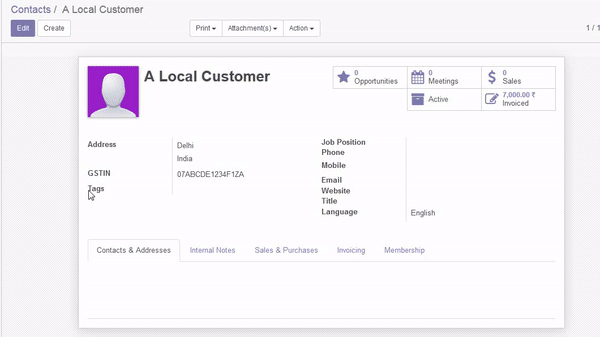 Contacts / A Local Customer
Edit Create Print Attachment(s) Action 1 / 1
A Local Customer
0 Opportunities 0 Meetings 0 Sales
Active 7,000.00 ₹ Invoiced
Address Delhi
India
GSTIN 07ABCDE1234F1ZA
Tags
Job Position
Phone
Mobile
Email
Website
Title
Language English
Contacts & Addresses Internal Notes Sales & Purchases Invoicing Membership